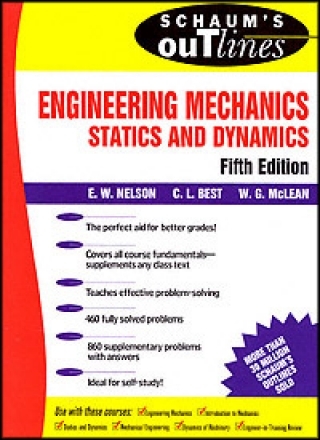 SCHAUM'S
OUTlines
ENGINEERING MECHANICS
STATICS AND DYNAMICS
Fifth Edition
E. W. NELSON C. L. BEST W. G. McLEAN
The perfect aid for better grades!
Covers all course fundamentals—
supplements any class text
Teaches effective problem-solving
460 fully solved problems
860 supplementary problems
with answers
Ideal for self-study!
MORE THAN
30 MILLION
SCHAUM'S
OUTLINES
SOLD
Use with these courses: Engineering Mechanics Introduction to Mechanics
Statics and Dynamics Mechanical Engineering Dynamics of Machinery Engineer-in-Training Review